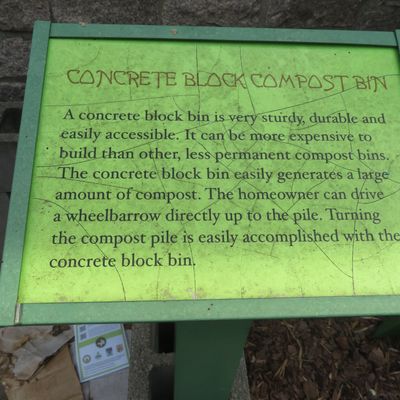 CONCRETE BLOCK COMPOST BIN
A concrete block bin is very sturdy, durable and
easily accessible. It can be more expensive to
build than other, less permanent compost bins.
The concrete block bin easily generates a large
amount of compost. The homeowner can drive
a wheelbarrow directly up to the pile. Turning
the compost pile is easily accomplished with the
concrete block bin.